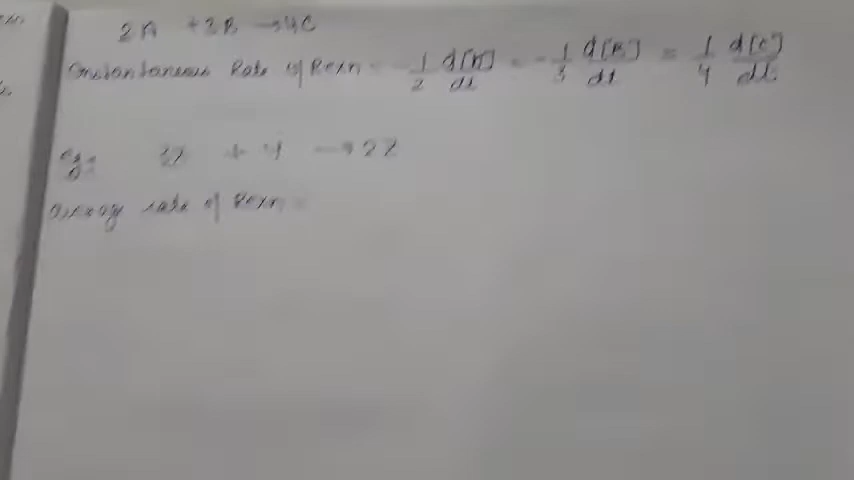 2A + 3B → 4C
Instantaneous Rate of Rexn = -1/2 d[A]/dt = -1/3 d[B]/dt = 1/4 d[C]/dt
Eg:- + y → 2Z
average rate of Rexn =